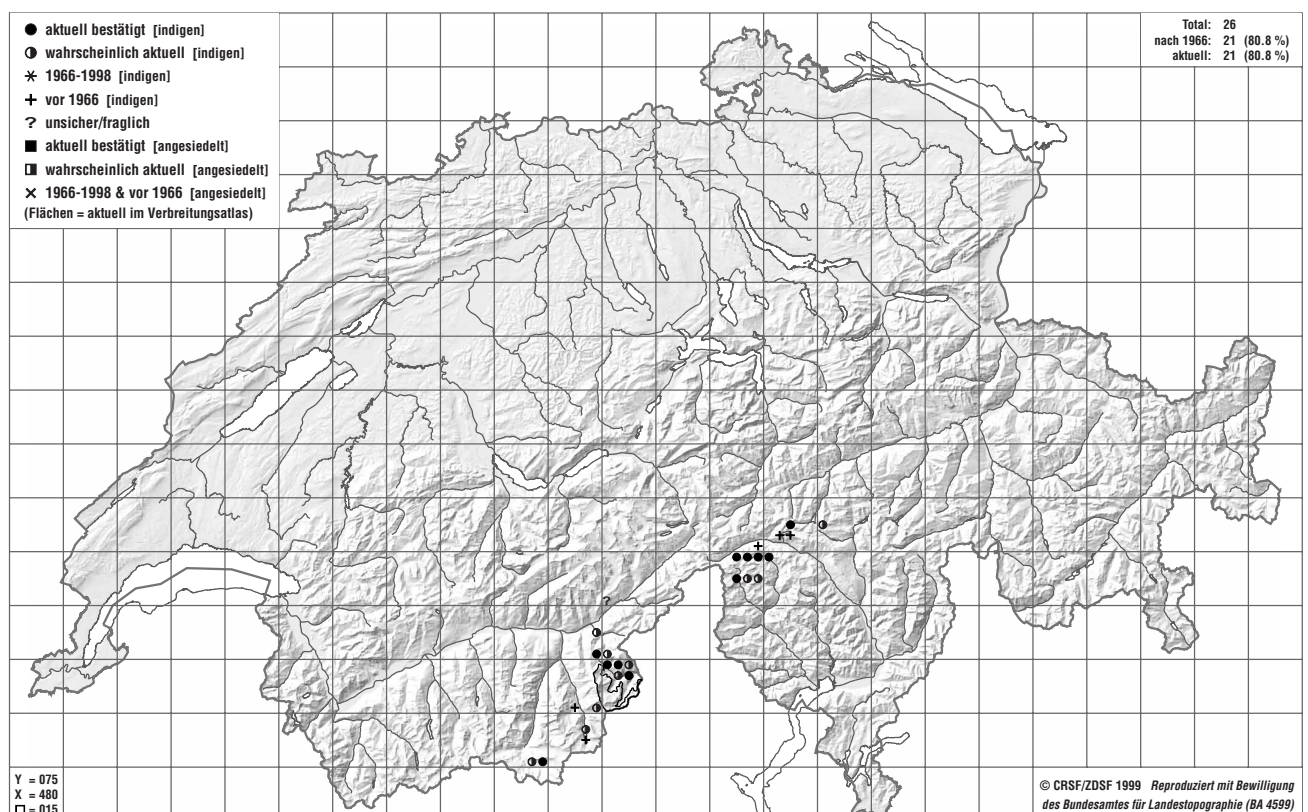 aktuell bestätigt [indigen]
wahrscheinlich aktuell [indigen]
1966-1998 [indigen]
vor 1966 [indigen]
? unsicher/fraglich
aktuell bestätigt [angesiedelt]
wahrscheinlich aktuell [angesiedelt]
1966-1998 & vor 1966 [angesiedelt]
(Flächen = aktuell im Verbreitungsatlas)
Total: 26
nach 1966: 21 (80.8 %)
aktuell: 21 (80.8 %)
?
Y = 075
X = 480
= 015
© CRSF/ZDSF 1999 Reproduziert mit Bewilligung
des Bundesamtes für Landestopographie (BA 4599)